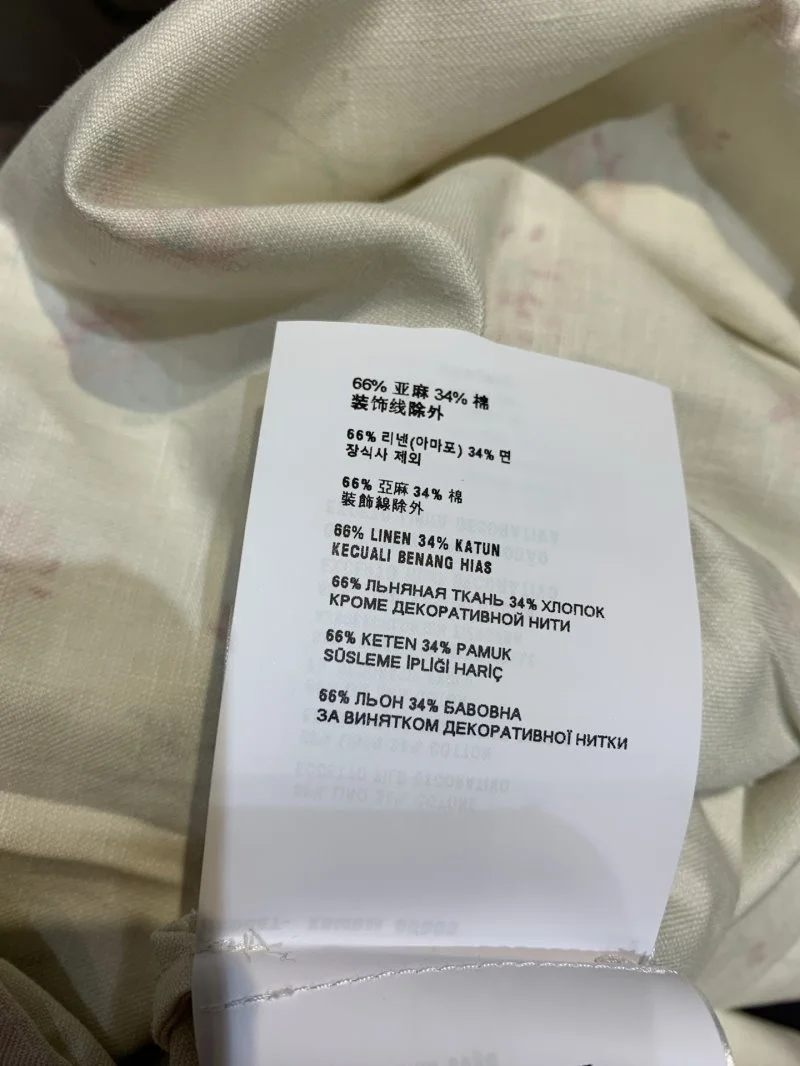 66% 亚麻 34% 棉
装饰线除外
66% 리넨(아마포) 34% 면
장식사 제외
66% 亞麻 34% 棉
裝飾線除外
66% LINEN 34% KATUN
KECUALI BENANG HIAS
66% ЛЬНЯНАЯ ТКАНЬ 34% ХЛОПОК
КРОМЕ ДЕКОРАТИВНОЙ НИТИ
66% KETEN 34% PAMUK
SÜSLEME İPLİĞİ HARİÇ
66% ЛЬОН 34% БАВОВНА
ЗА ВИНЯТКОМ ДЕКОРАТИВНОЇ НИТКИ